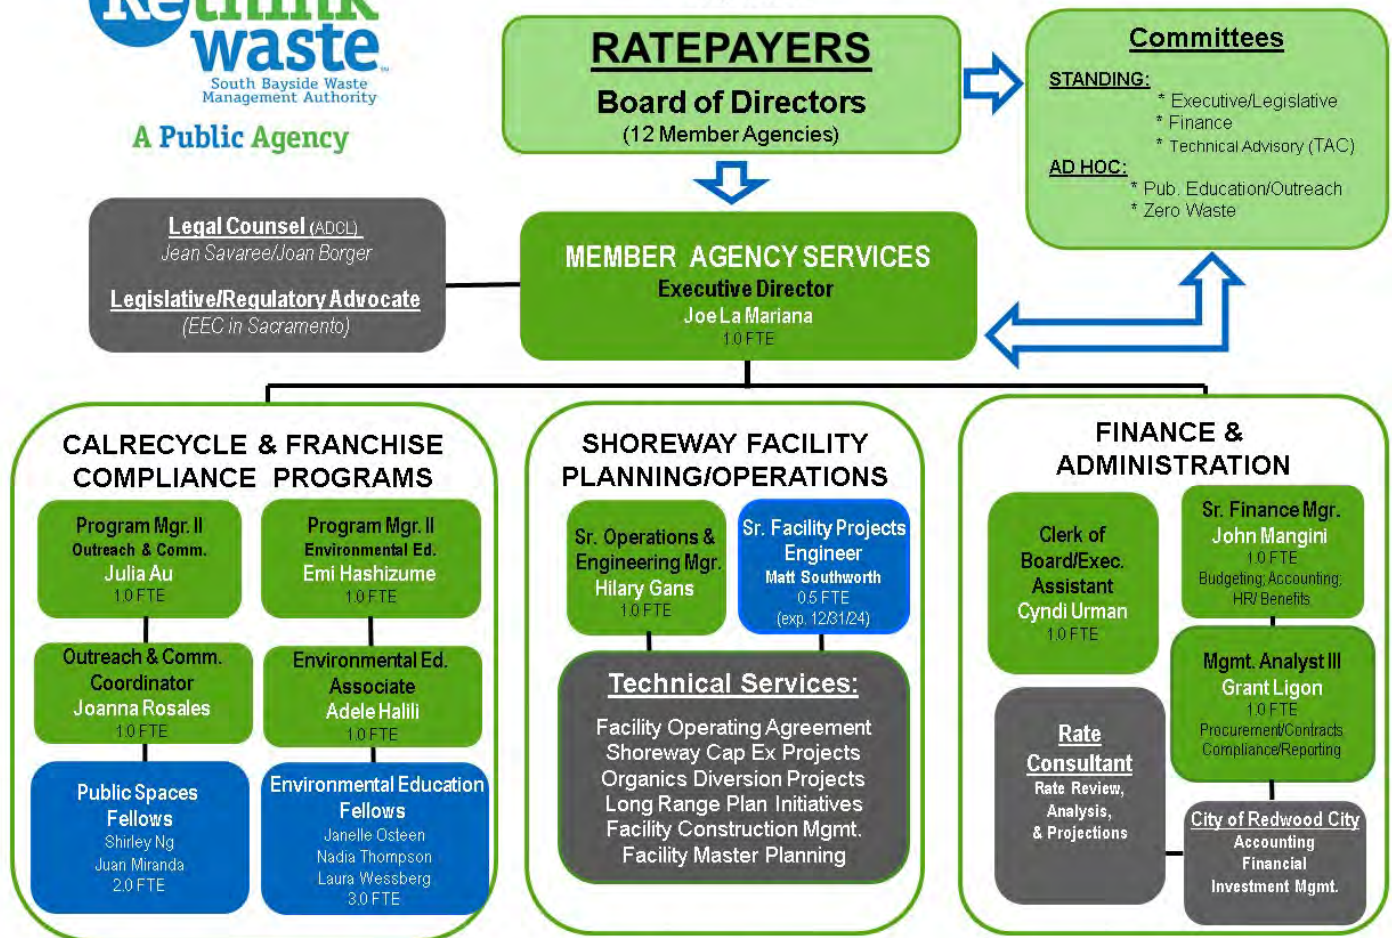 Rethink
waste™
South Bayside Waste
Management Authority
A Public Agency
RATEPAYERS
Board of Directors
(12 Member Agencies)
Committees
STANDING:
* Executive/Legislative
* Finance
* Technical Advisory (TAC)
AD HOC:
* Pub. Education/Outreach
* Zero Waste
Legal Counsel (ADCL)
Jean Savaree/Joan Borger
Legislative/Regulatory Advocate
(EEC in Sacramento)
MEMBER AGENCY SERVICES
Executive Director
Joe La Mariana
1.0 FTE
CALRECYCLE & FRANCHISE
COMPLIANCE PROGRAMS
Program Mgr. II
Outreach & Comm.
Julia Au
1.0 FTE
Program Mgr. II
Environmental Ed.
Emi Hashizume
1.0 FTE
Outreach & Comm.
Coordinator
Joanna Rosales
1.0 FTE
Environmental Ed.
Associate
Adele Halili
1.0 FTE
Public Spaces
Fellows
Shirley Ng
Juan Miranda
2.0 FTE
Environmental Education
Fellows
Janelle Osteen
Nadia Thompson
Laura Wessberg
3.0 FTE
SHOREWAY FACILITY
PLANNING/OPERATIONS
Sr. Operations &
Engineering Mgr.
Hilary Gans
1.0 FTE
Sr. Facility Projects
Engineer
Matt Southworth
0.5 FTE
(exp. 12/31/24)
Technical Services:
Facility Operating Agreement
Shoreway Cap Ex Projects
Organics Diversion Projects
Long Range Plan Initiatives
Facility Construction Mgmt.
Facility Master Planning
FINANCE &
ADMINISTRATION
Clerk of
Board/Exec.
Assistant
Cyndi Urman
1.0 FTE
Sr. Finance Mgr.
John Mangini
1.0 FTE
Budgeting; Accounting;
HR/ Benefits
Mgmt. Analyst III
Grant Ligon
1.0 FTE
Procurement/Contracts
Compliance/Reporting
Rate
Consultant
Rate Review,
Analysis,
& Projections
City of Redwood City
Accounting
Financial
Investment Mgmt.